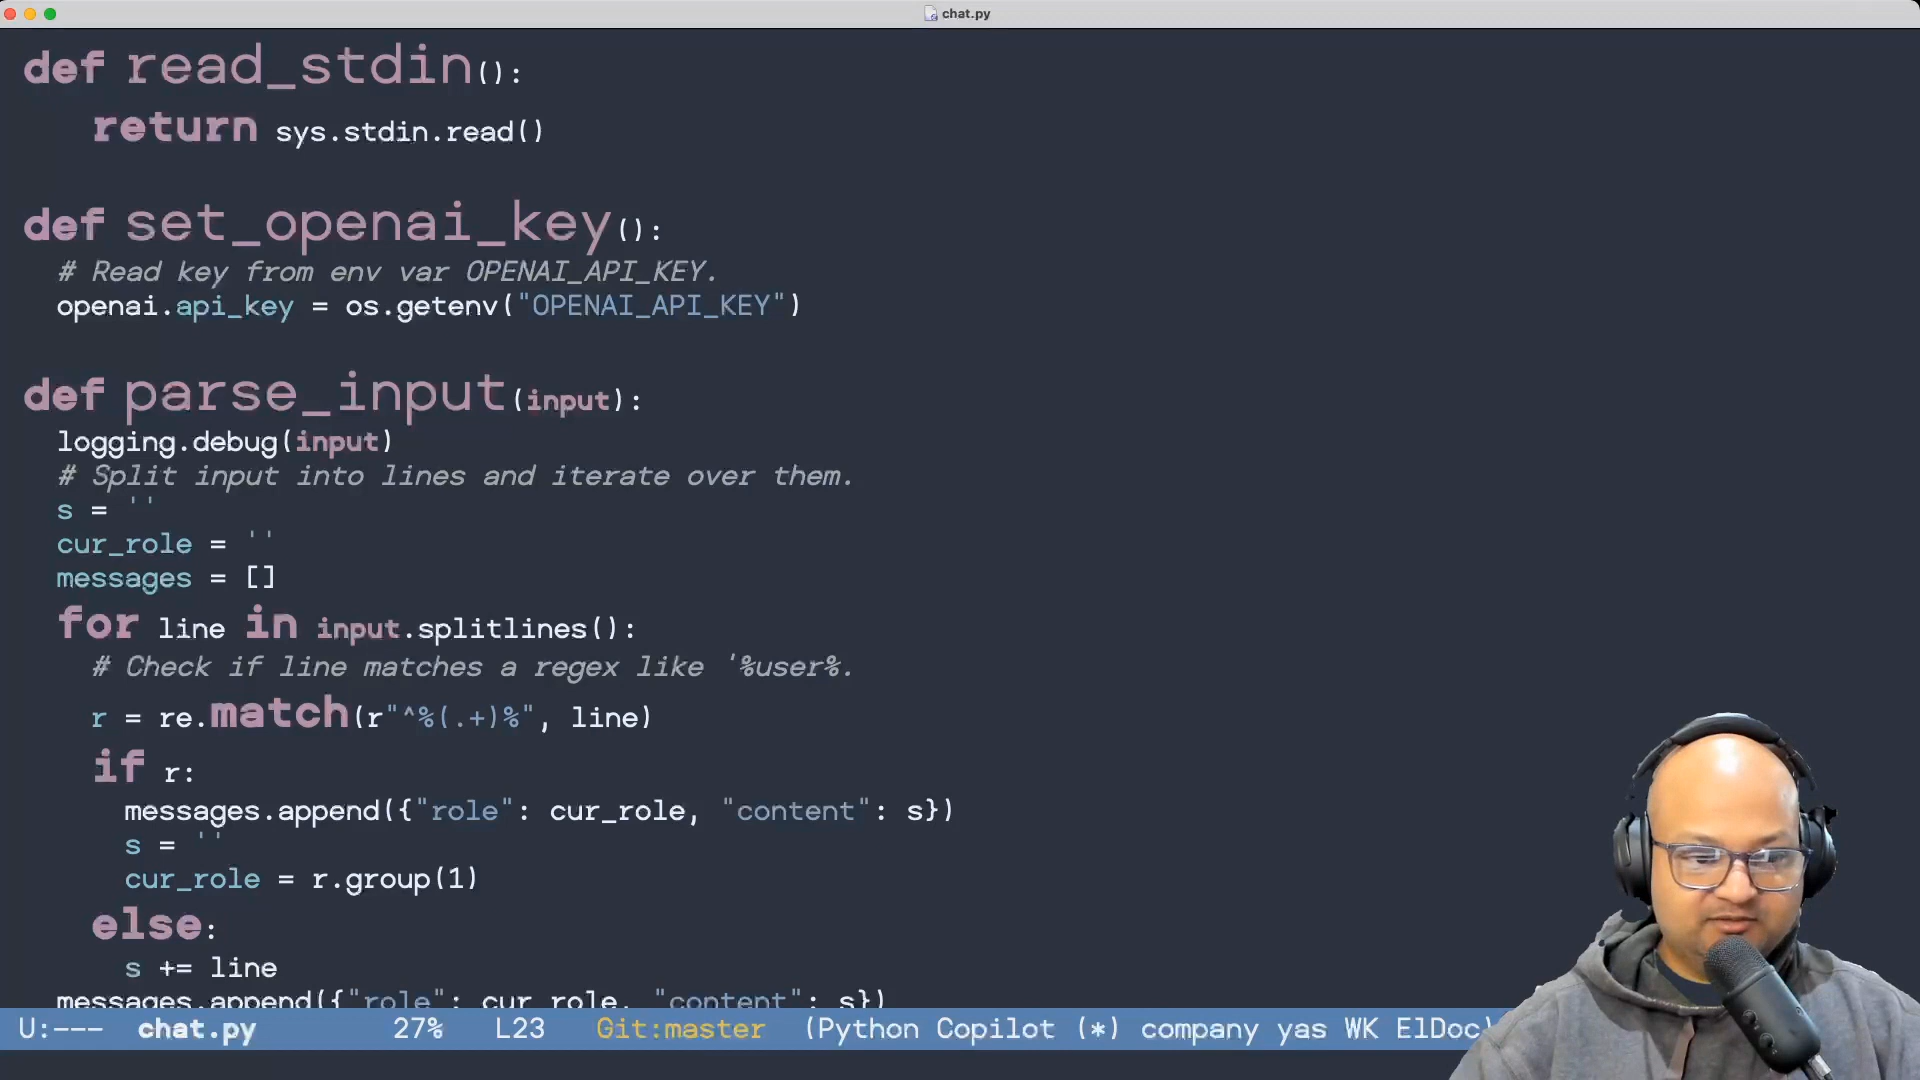 chat.py
def read_stdin():
return sys.stdin.read()
def set_openai_key():
# Read key from env var OPENAI_API_KEY.
openai.api_key = os.getenv("OPENAI_API_KEY")
def parse_input(input):
logging.debug(input)
# Split input into lines and iterate over them.
s = ''
cur_role = ''
messages = []
for line in input.splitlines():
# Check if line matches a regex like '%user%.
r = re.match(r"^%(.+)%", line)
if r:
messages.append({"role": cur_role, "content": s})
s = ''
cur_role = r.group(1)
else:
s += line
messages.append({"role": cur_role, "content": s})
U:--- chat.py 27% L23 Git:master (Python Copilot (*) company yas WK ElDoc)